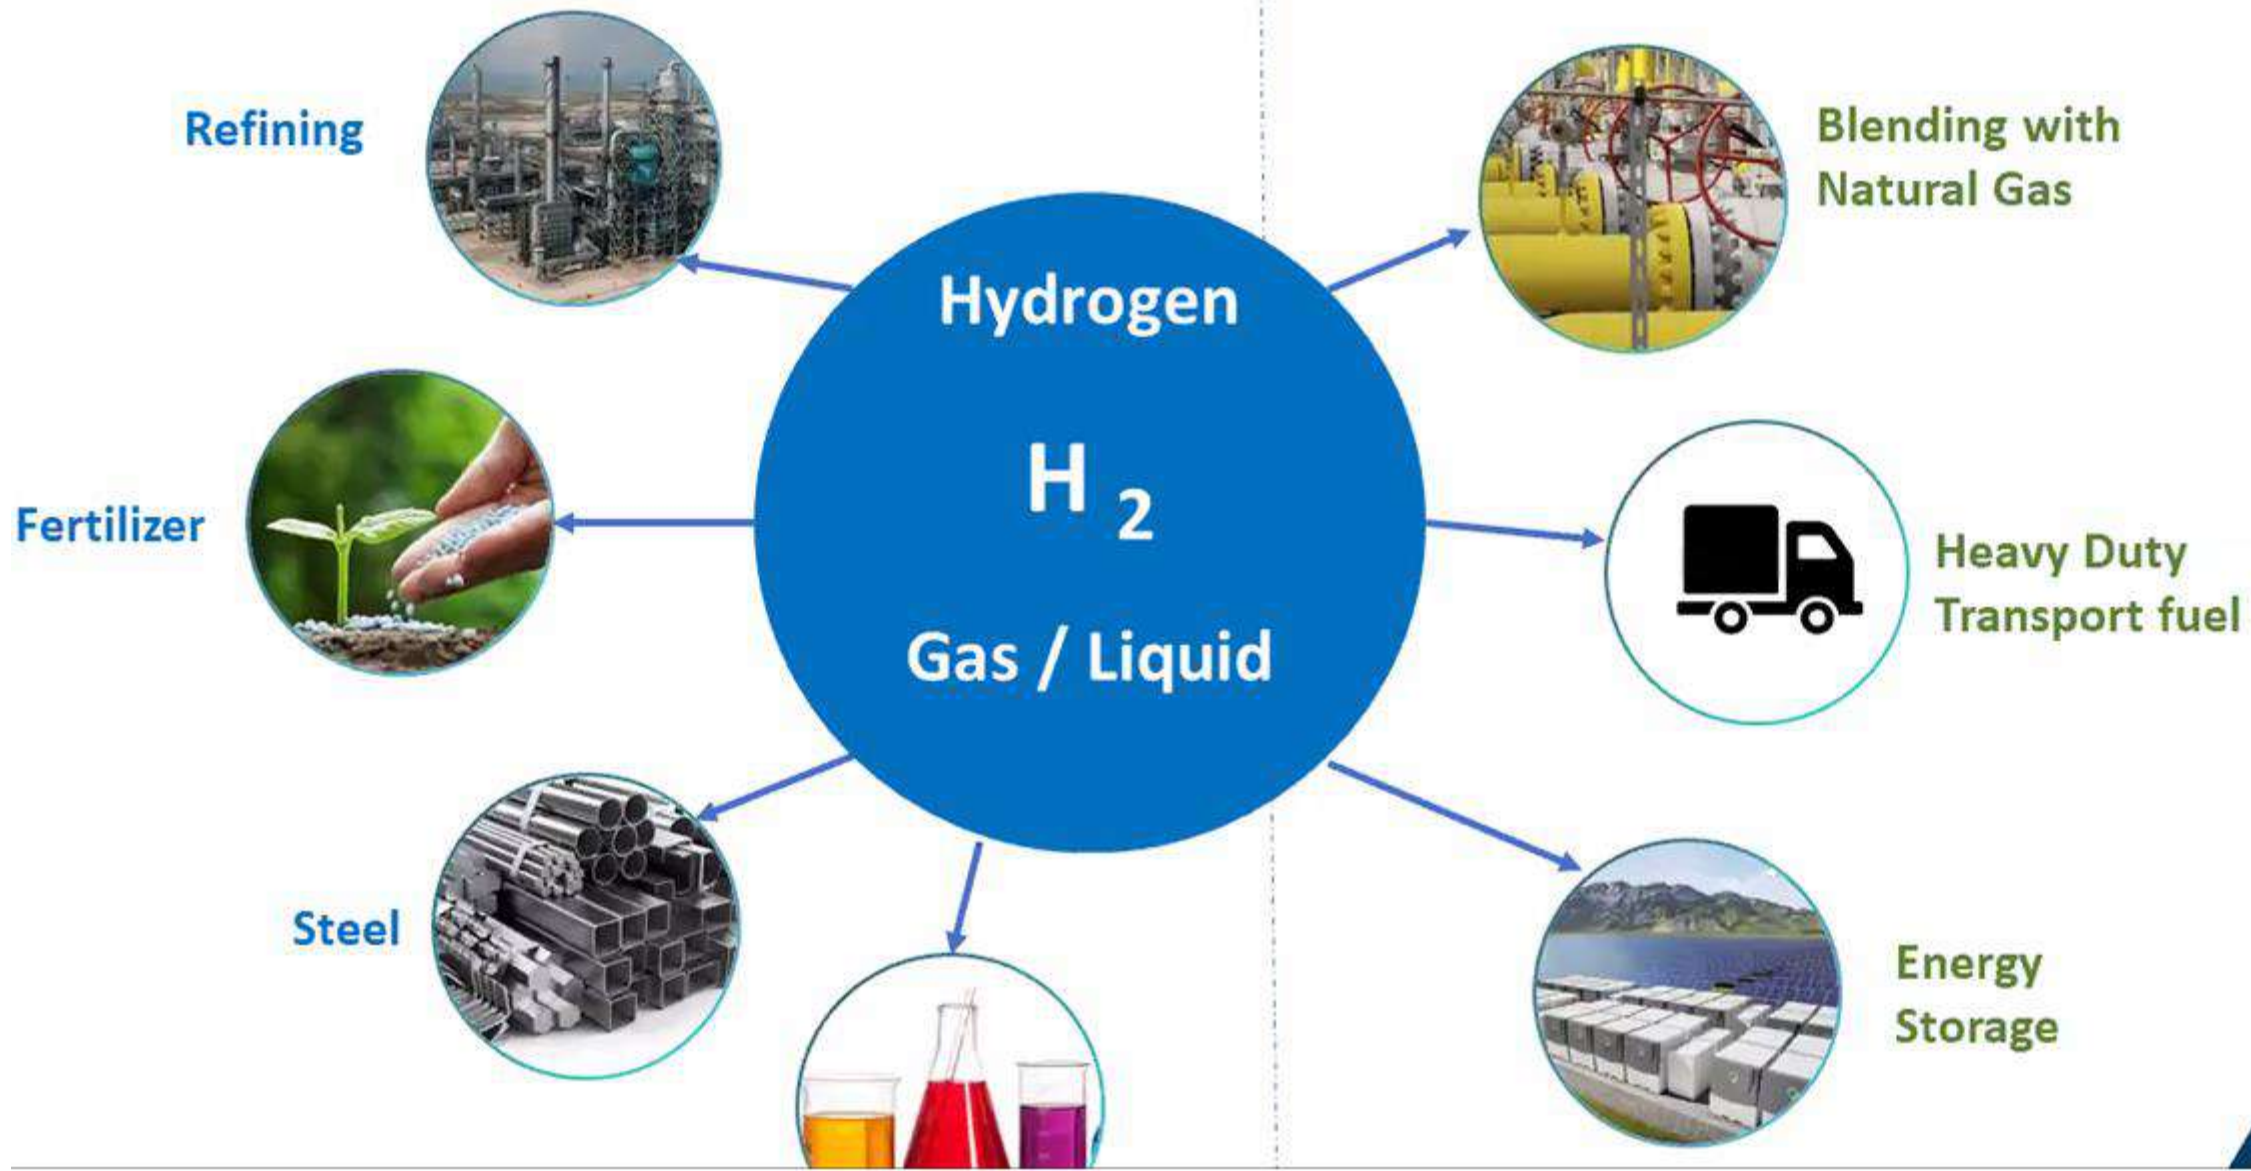 Refining
Blending with
Natural Gas
Hydrogen
H 2
Gas / Liquid
Fertilizer
Heavy Duty
Transport fuel
Steel
Energy
Storage